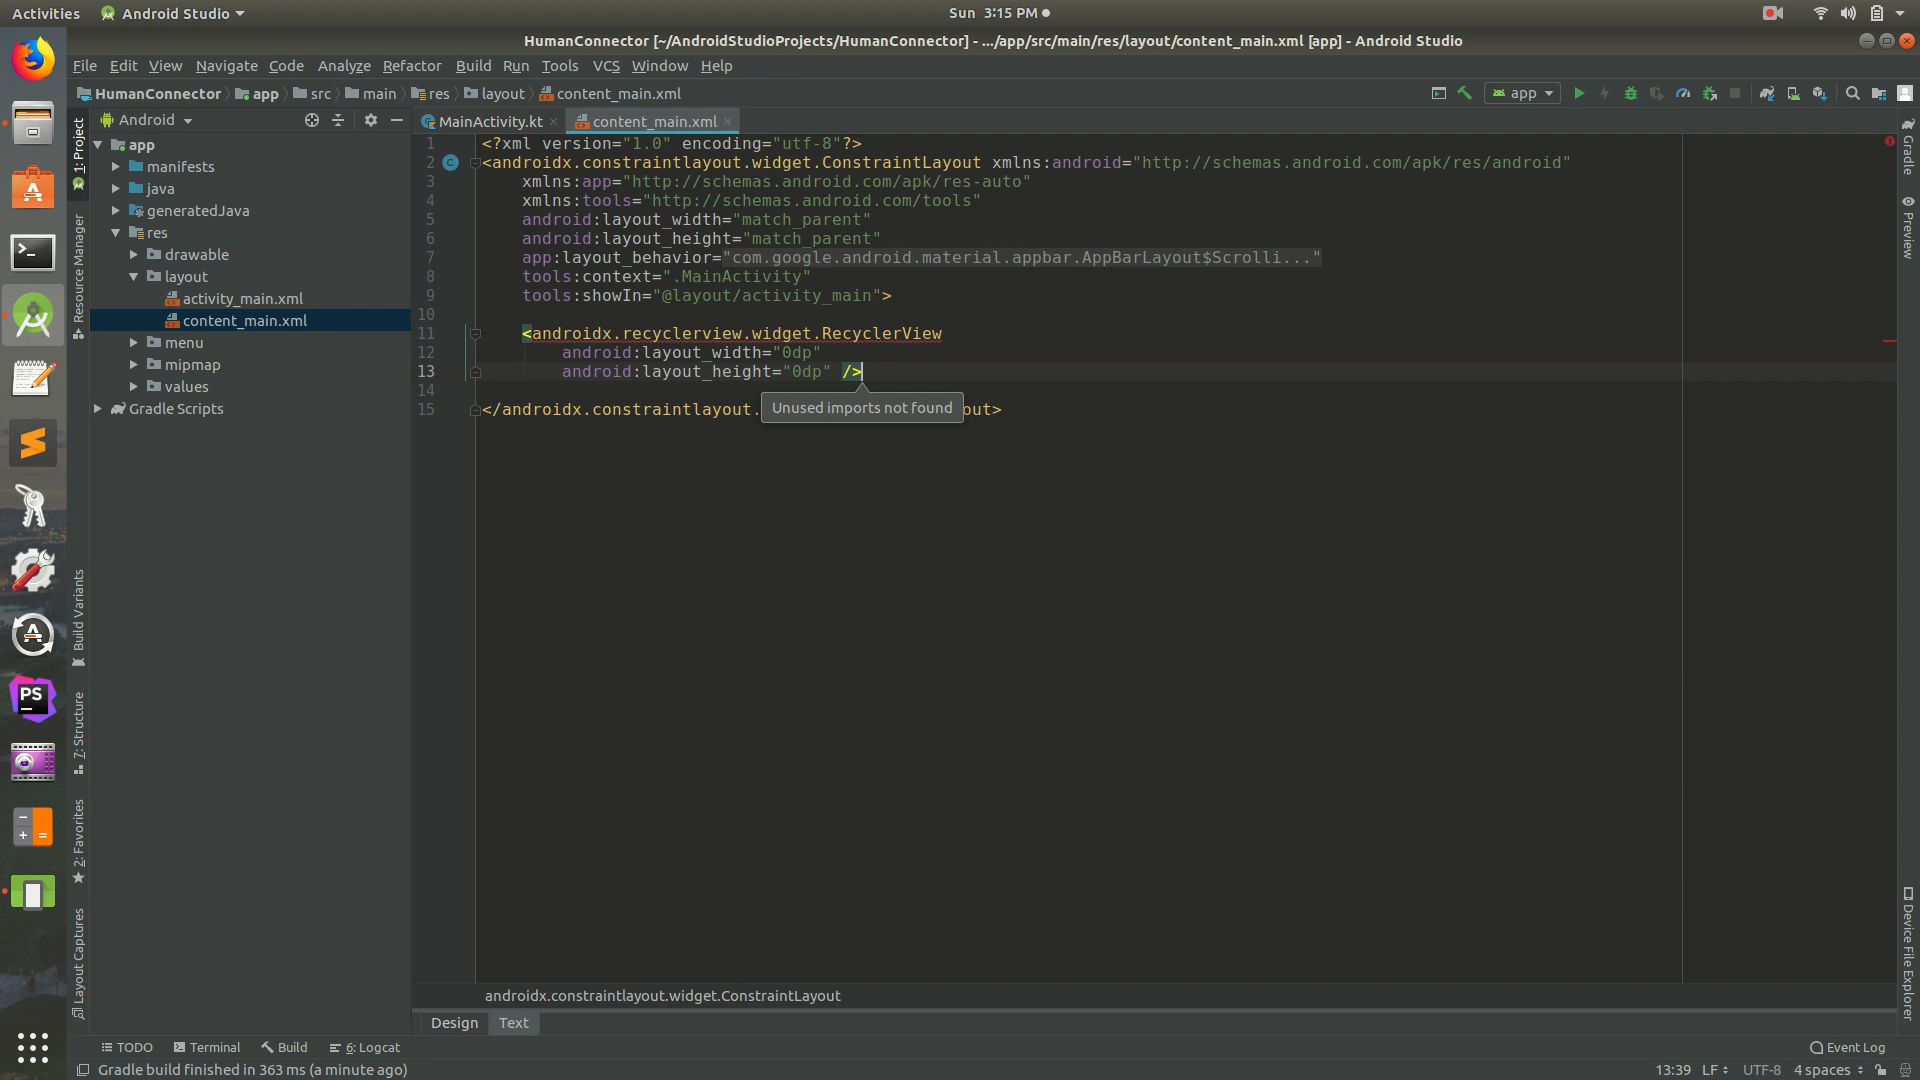 Activities
Android Studio
Sun 3:15 PM
HumanConnector [~/AndroidStudioProjects/HumanConnector] - .../app/src/main/res/layout/content_main.xml [app] - Android Studio
File Edit View Navigate Code Analyze Refactor Build Run Tools VCS Window Help
HumanConnector app src main res layout content_main.xml
app
Android
MainActivity.kt
content_main.xml
1: Project
Resource Manager
Build Variants
7: Structure
2: Favorites
Layout Captures
app
manifests
java
generatedJava
res
drawable
layout
activity_main.xml
content_main.xml
menu
mipmap
values
Gradle Scripts
1 <?xml version="1.0" encoding="utf-8"?>
2 <androidx.constraintlayout.widget.ConstraintLayout xmlns:android="http://schemas.android.com/apk/res/android"
3 xmlns:app="http://schemas.android.com/apk/res-auto"
4 xmlns:tools="http://schemas.android.com/tools"
5 android:layout_width="match_parent"
6 android:layout_height="match_parent"
7 app:layout_behavior="com.google.android.material.appbar.AppBarLayout$Scrolli..."
8 tools:context=".MainActivity"
9 tools:showIn="@layout/activity_main">
10
11 <androidx.recyclerview.widget.RecyclerView
12 android:layout_width="0dp"
13 android:layout_height="0dp" />
14
15 </androidx.constraintlayout. out>
Unused imports not found
androidx.constraintlayout.widget.ConstraintLayout
Design Text
Gradle
Preview
Device File Explorer
TODO Terminal Build 6: Logcat
Event Log
Gradle build finished in 363 ms (a minute ago)
13:39 LF UTF-8 4 spaces
PS